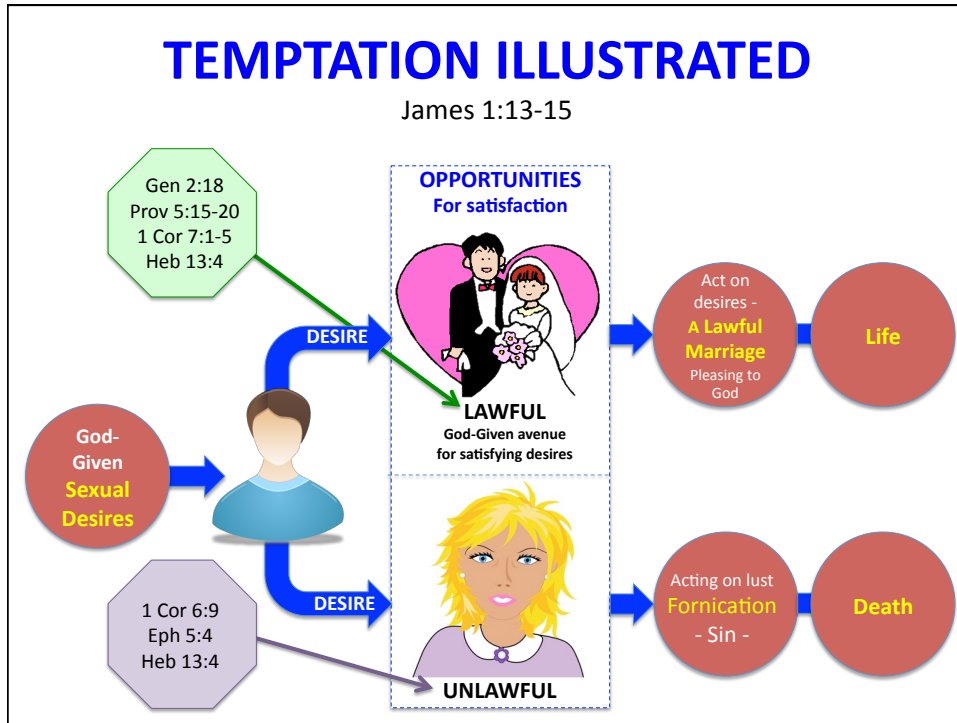 TEMPTATION ILLUSTRATED
James 1:13-15
Gen 2:18
Prov 5:15-20
1 Cor 7:1-5
Heb 13:4
OPPORTUNITIES
For satisfaction
DESIRE
LAWFUL
God-Given avenue
for satisfying desires
Act on
desires -
A Lawful
Marriage
Pleasing to
God
Life
God-
Given
Sexual
Desires
1 Cor 6:9
Eph 5:4
Heb 13:4
DESIRE
UNLAWFUL
Acting on lust
Fornication
- Sin -
Death